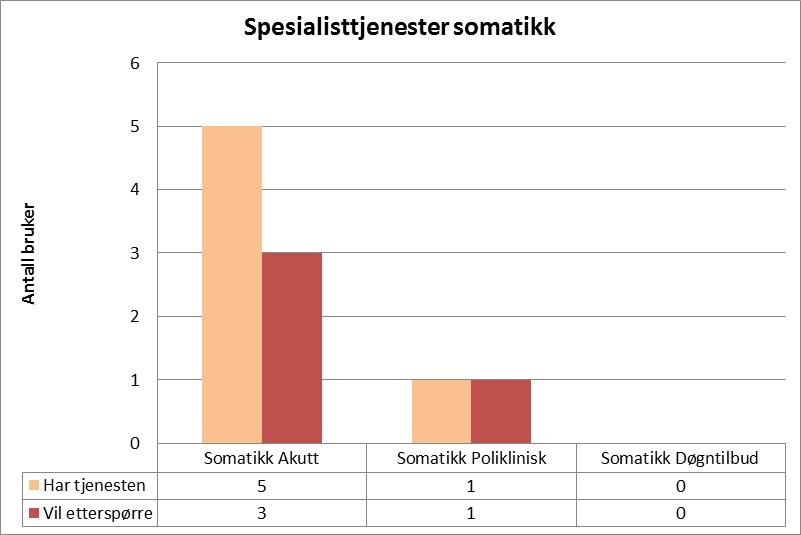 Spesialisttjenester somatikk
6
5
4
3
2
1
0
Antall bruker
Somatikk Akutt Somatikk Poliklinisk Somatikk Døgntilbud
Har tjenesten 5 1 0
Vil etterspørre 3 1 0